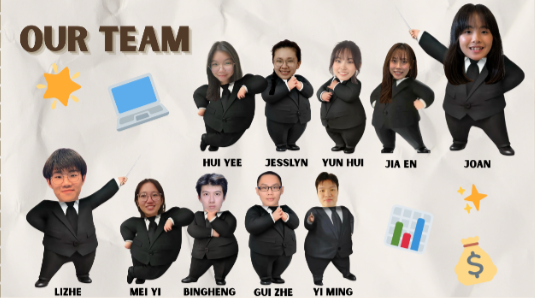 OUR TEAM
HUI YEE JESSLYN YUN HUI JIA EN JOAN
LIZHE MEI YI BINGHENG GUI ZHE YI MING
$